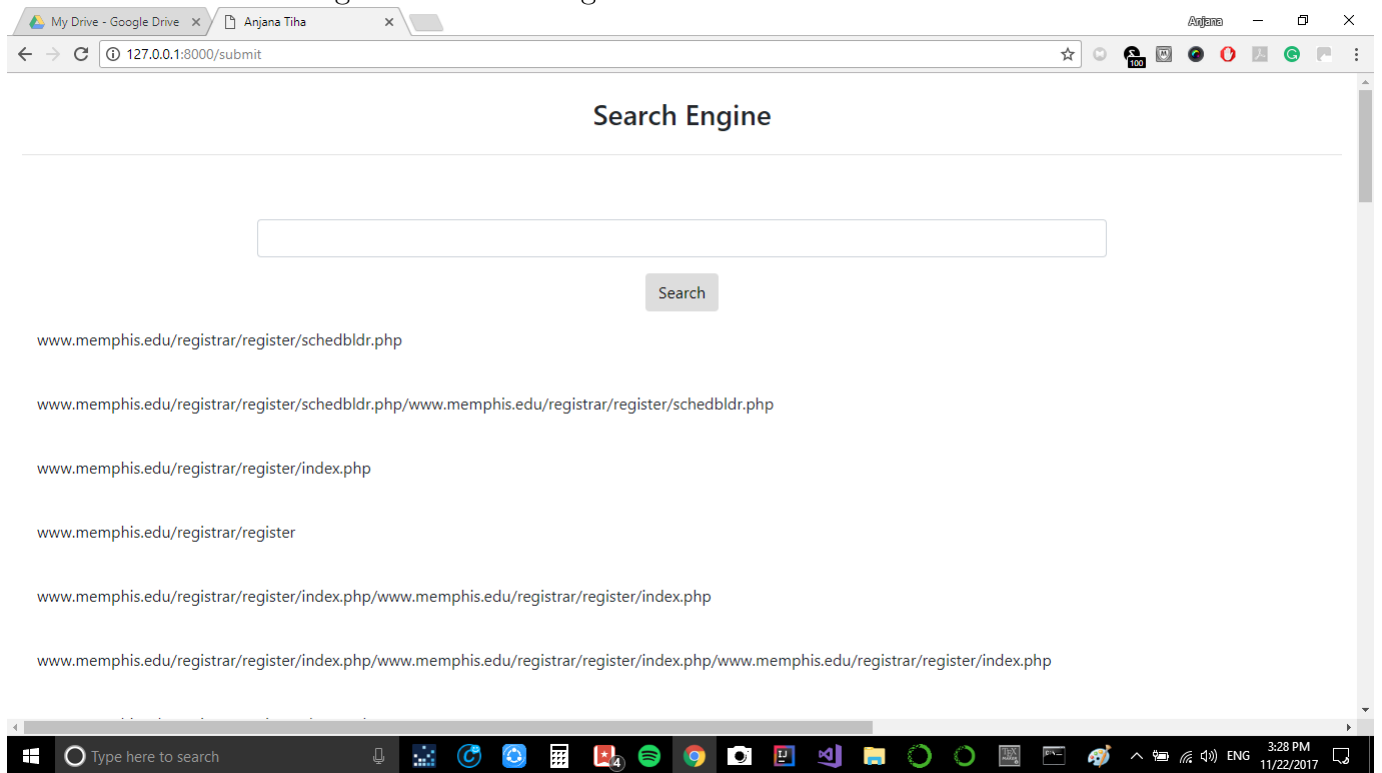 My Drive - Google Drive
Anjana Tiha
Anjana
127.0.0.1:8000/submit
100
Search Engine
Search
www.memphis.edu/registrar/register/schedbldr.php
www.memphis.edu/registrar/register/schedbldr.php/www.memphis.edu/registrar/register/schedbldr.php
www.memphis.edu/registrar/register/index.php
www.memphis.edu/registrar/register
www.memphis.edu/registrar/register/index.php/www.memphis.edu/registrar/register/index.php
www.memphis.edu/registrar/register/index.php/www.memphis.edu/registrar/register/index.php/www.memphis.edu/registrar/register/index.php
Type here to search
4
ENG
3:28 PM
11/22/2017